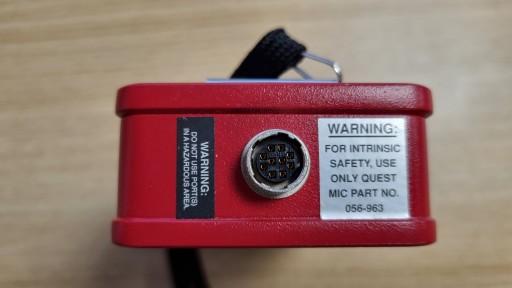 WARNING:
DO NOT USE PORT(S)
IN A HAZARDOUS AREA.
WARNING:
FOR INTRINSIC
SAFETY, USE
ONLY QUEST
MIC PART NO.
056-963